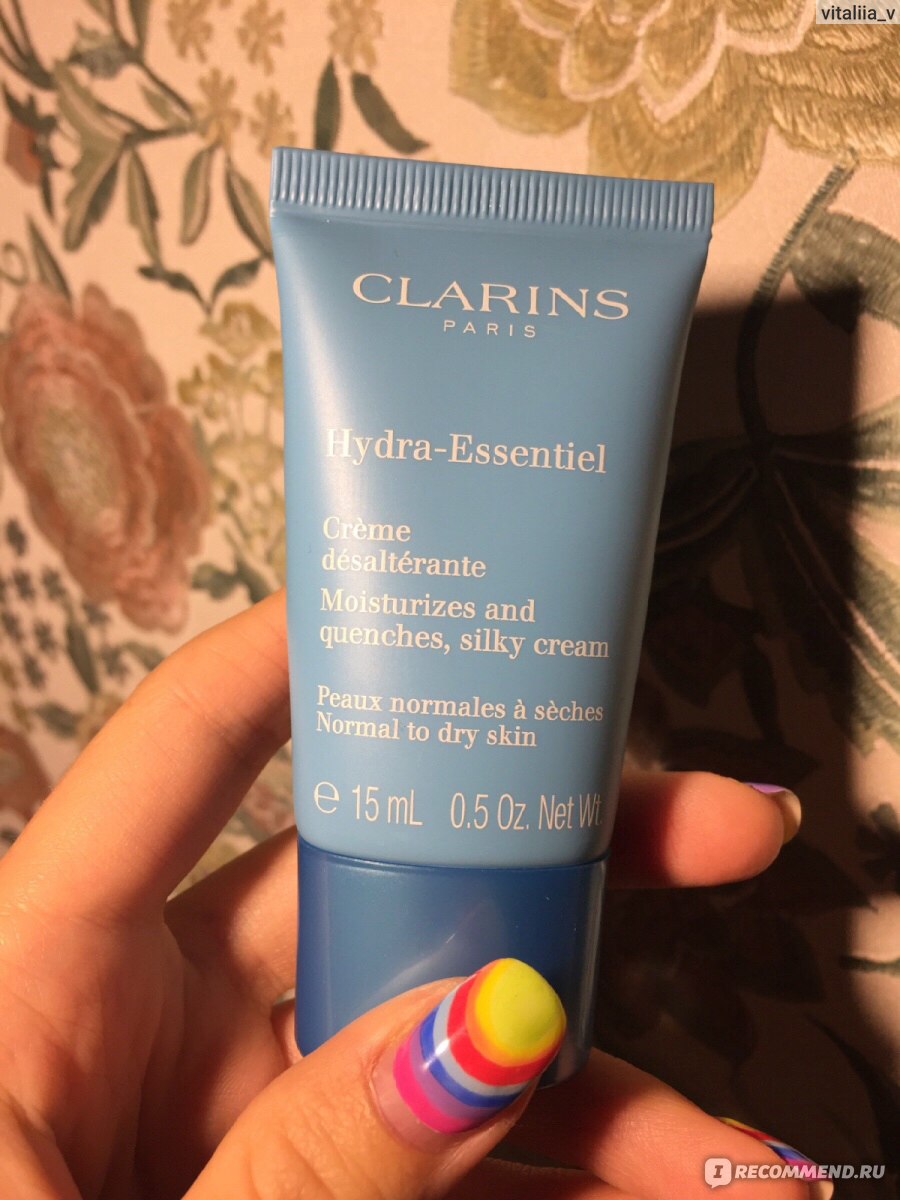 vitaliia_v
CLARINS
PARIS
Hydra-Essentiel
Crème
désaltérante
Moisturizes and
quenches, silky cream
Peaux normales à sèches
Normal to dry skin
℮ 15 mL 0.5 Oz. Net Wt.
I RECOMMEND.RU